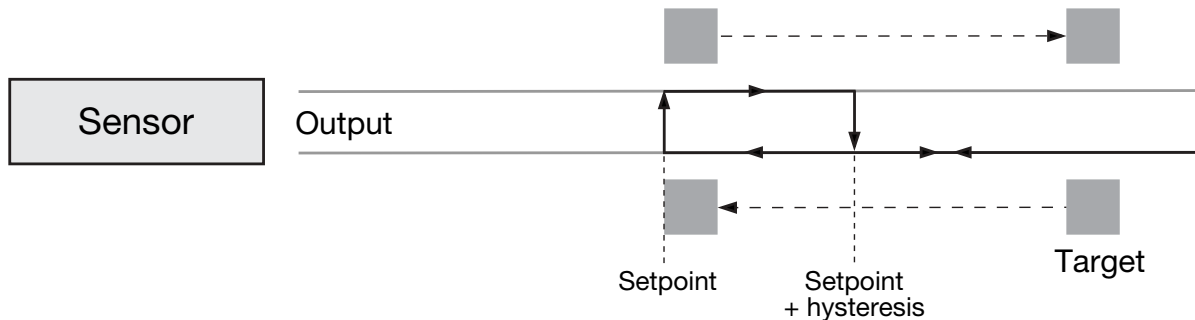 Sensor
Output
Setpoint
Setpoint
+ hysteresis
Target